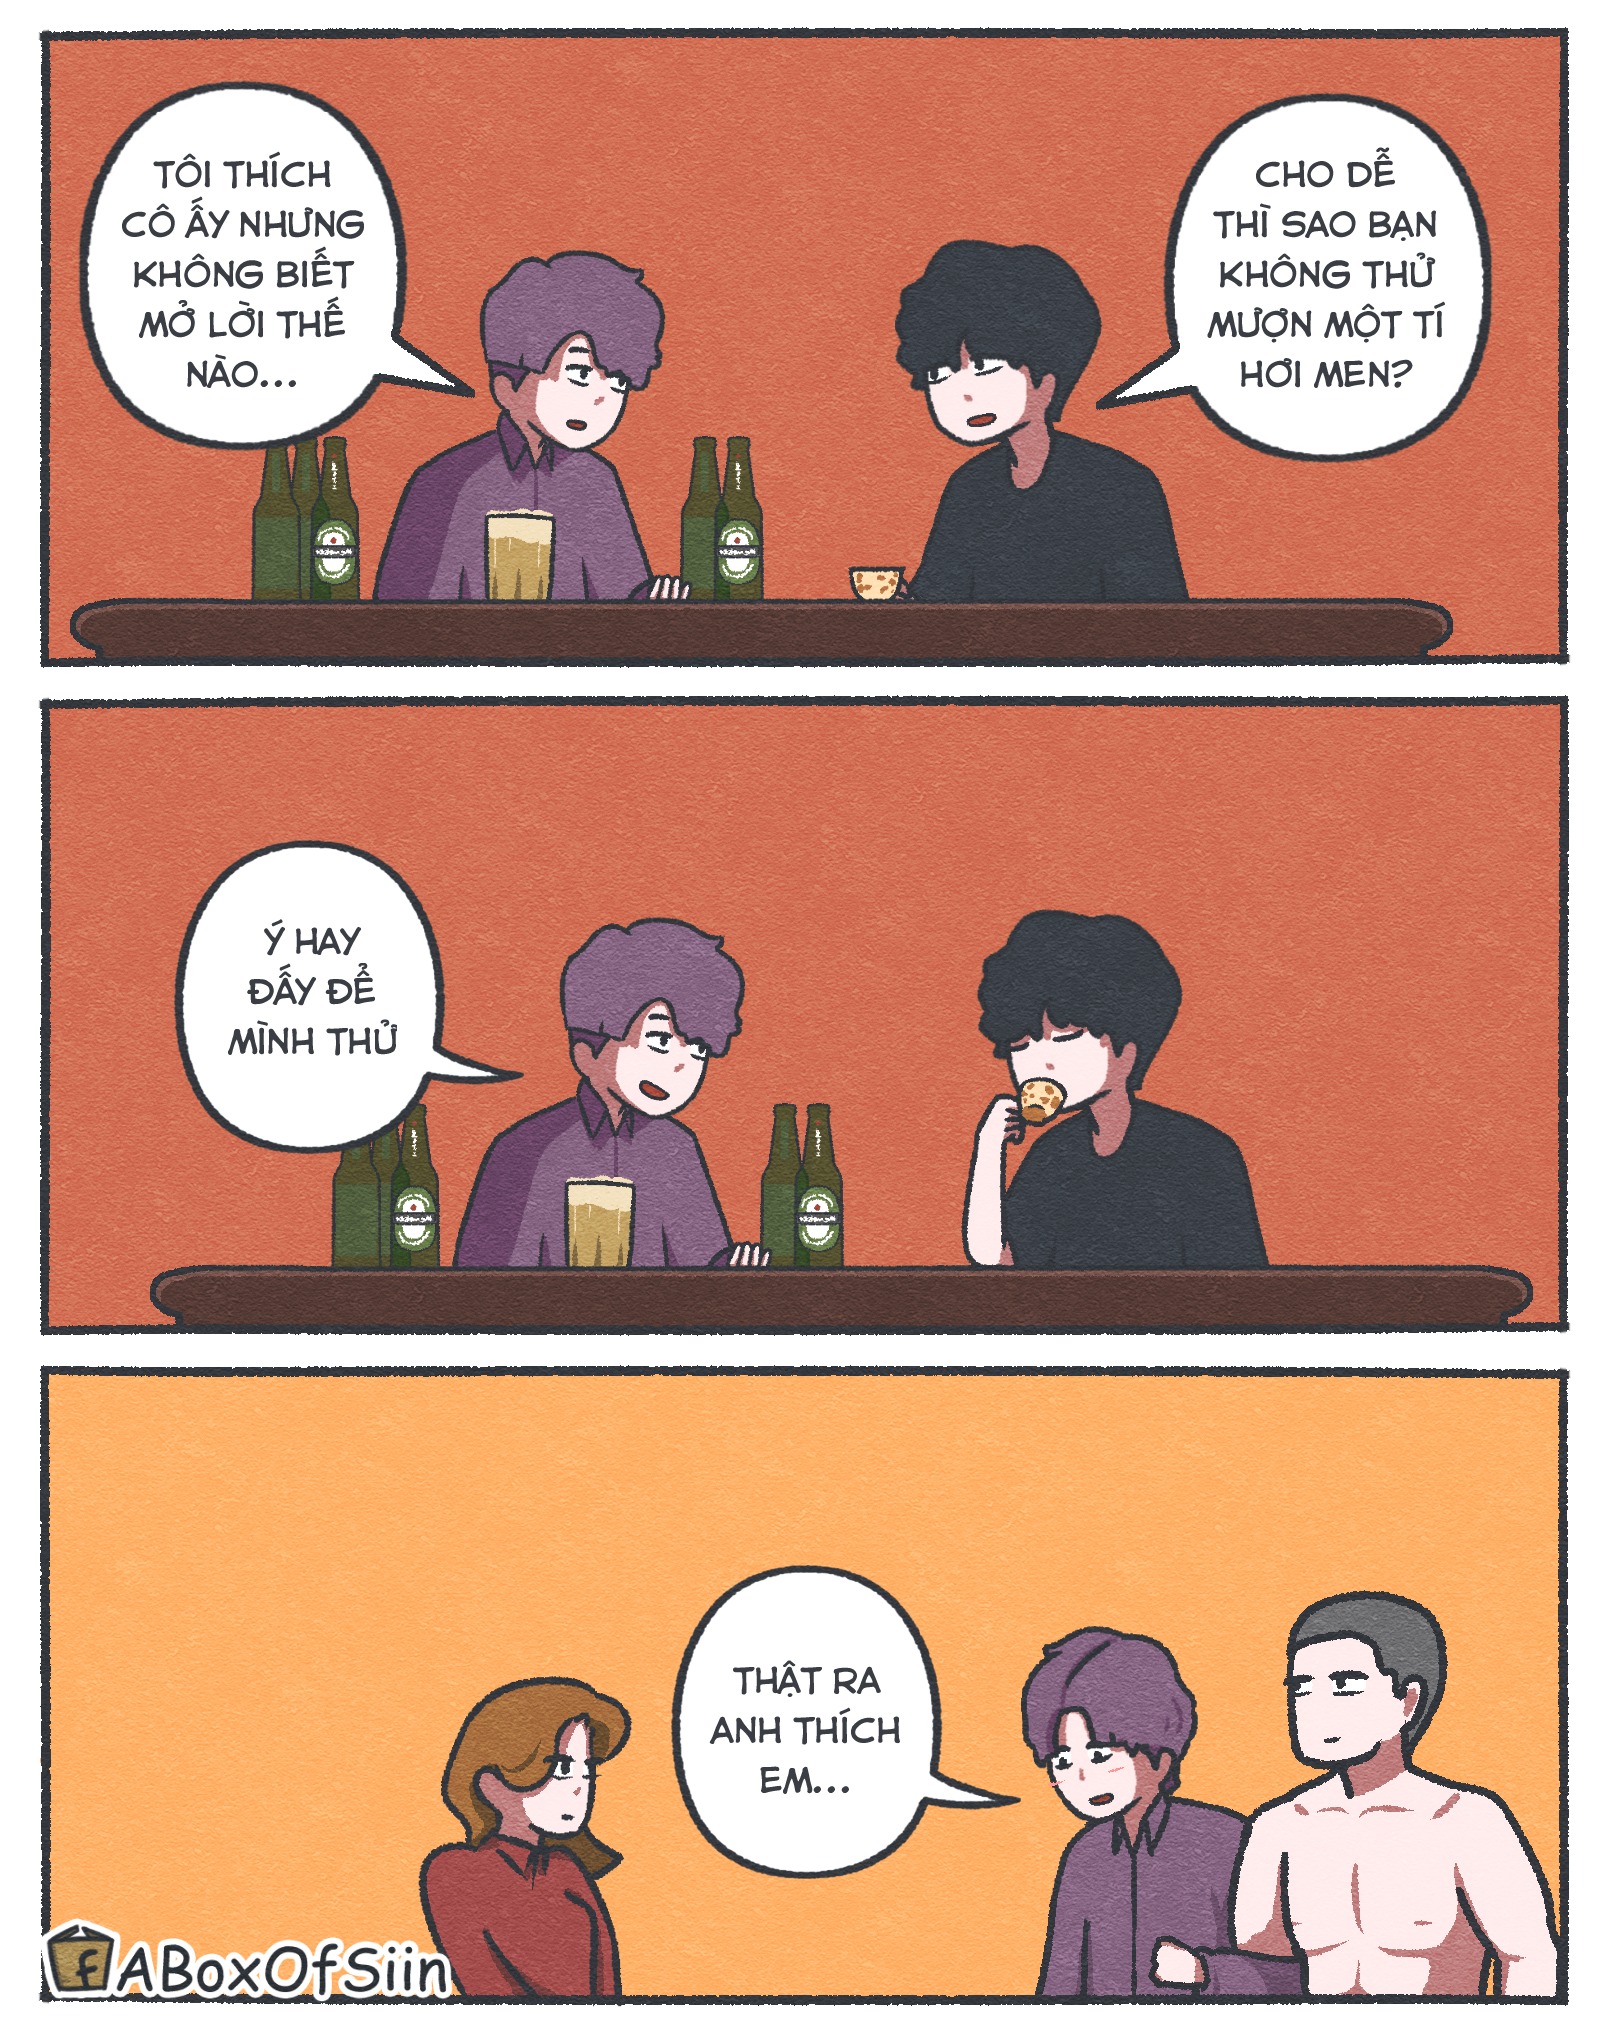 TÔI THÍCH
CÔ ẤY NHƯNG
KHÔNG BIẾT
MỞ LỜI THẾ
NÀO...
CHO DỄ
THÌ SAO BẠN
KHÔNG THỬ
MƯỢN MỘT TÍ
HƠI MEN?
Ý HAY
ĐẤY ĐỂ
MÌNH THỬ
THẬT RA
ANH THÍCH
EM...
f ABoxOfSiin